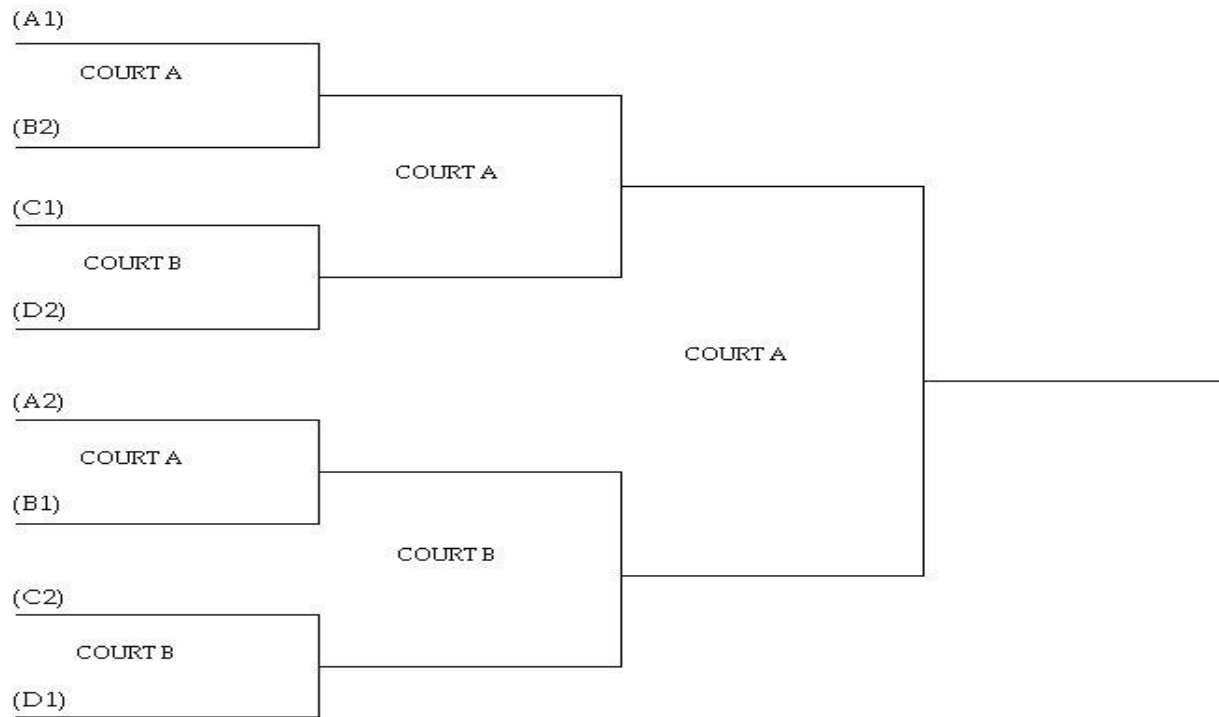 (A1)
COURT A
(B2)
COURT A
(C1)
COURT B
(D2)
COURT A
(A2)
COURT A
(B1)
COURT B
(C2)
COURT B
(D1)